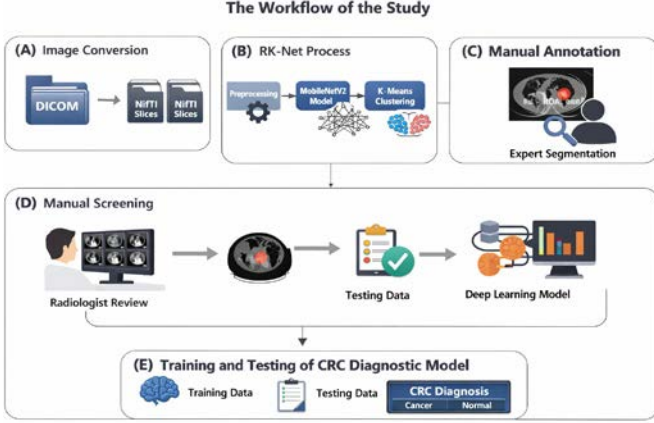 The Workflow of the Study
(A) Image Conversion
DICOM
NifTI
Slices
NifTI
Slices
(B) RK-Net Process
Preprocessing
MobileNetV2
Model
K-Means
Clustering
(C) Manual Annotation
Expert Segmentation
(D) Manual Screening
Radiologist Review
Testing Data
Deep Learning Model
(E) Training and Testing of CRC Diagnostic Model
Training Data
Testing Data
CRC Diagnosis
Cancer
Normal